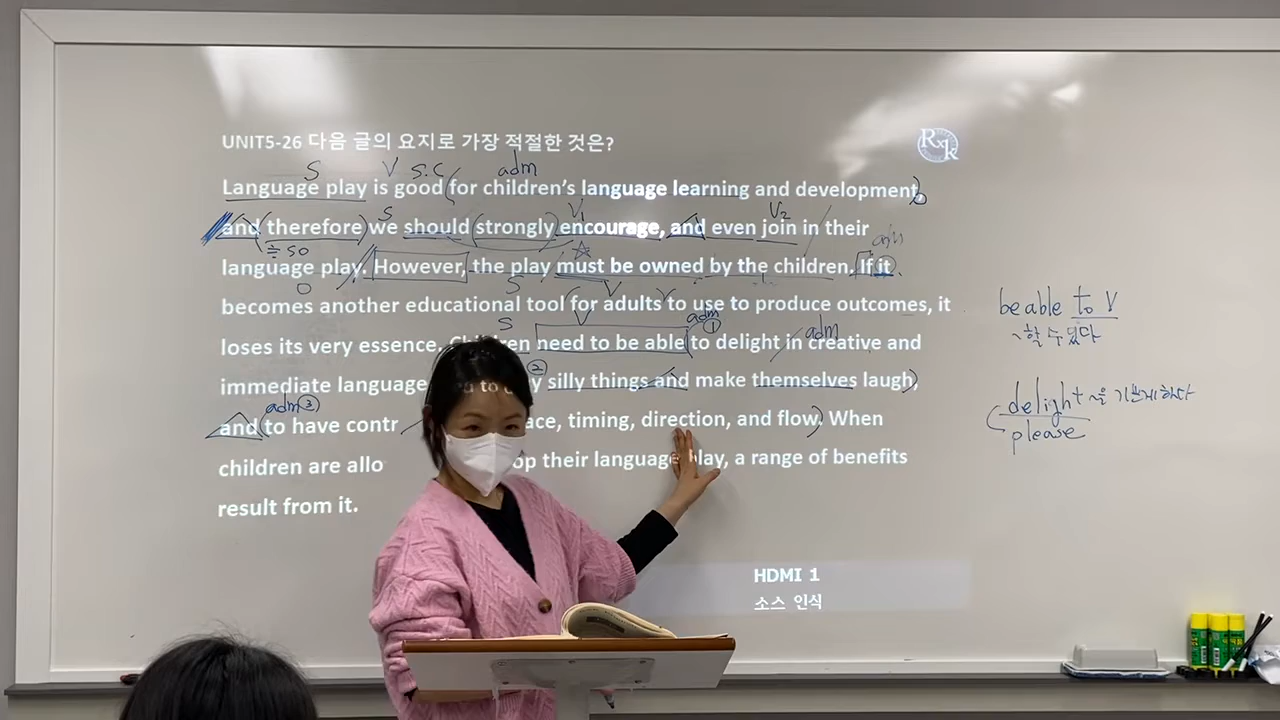 UNIT5-26 다음 글의 요지로 가장 적절한 것은?
R x k
S V S.C adm
Language play is good for children's language learning and development,
S V1 V2
and therefore we should strongly encourage, and even join in their
≒ so adm
language play. However, the play must be owned by the children. If it
O S V
becomes another educational tool for adults to use to produce outcomes, it
S V adm ① adm
loses its very essence. Children need to be able to delight in creative and
②
immediate language to silly things and make themselves laugh,
adm ③
and to have contr ace, timing, direction, and flow. When
children are allo op their language play, a range of benefits
result from it.
be able to V
~할 수 있다
delight ~을 기쁘게하다
please
HDMI 1
소스 인식